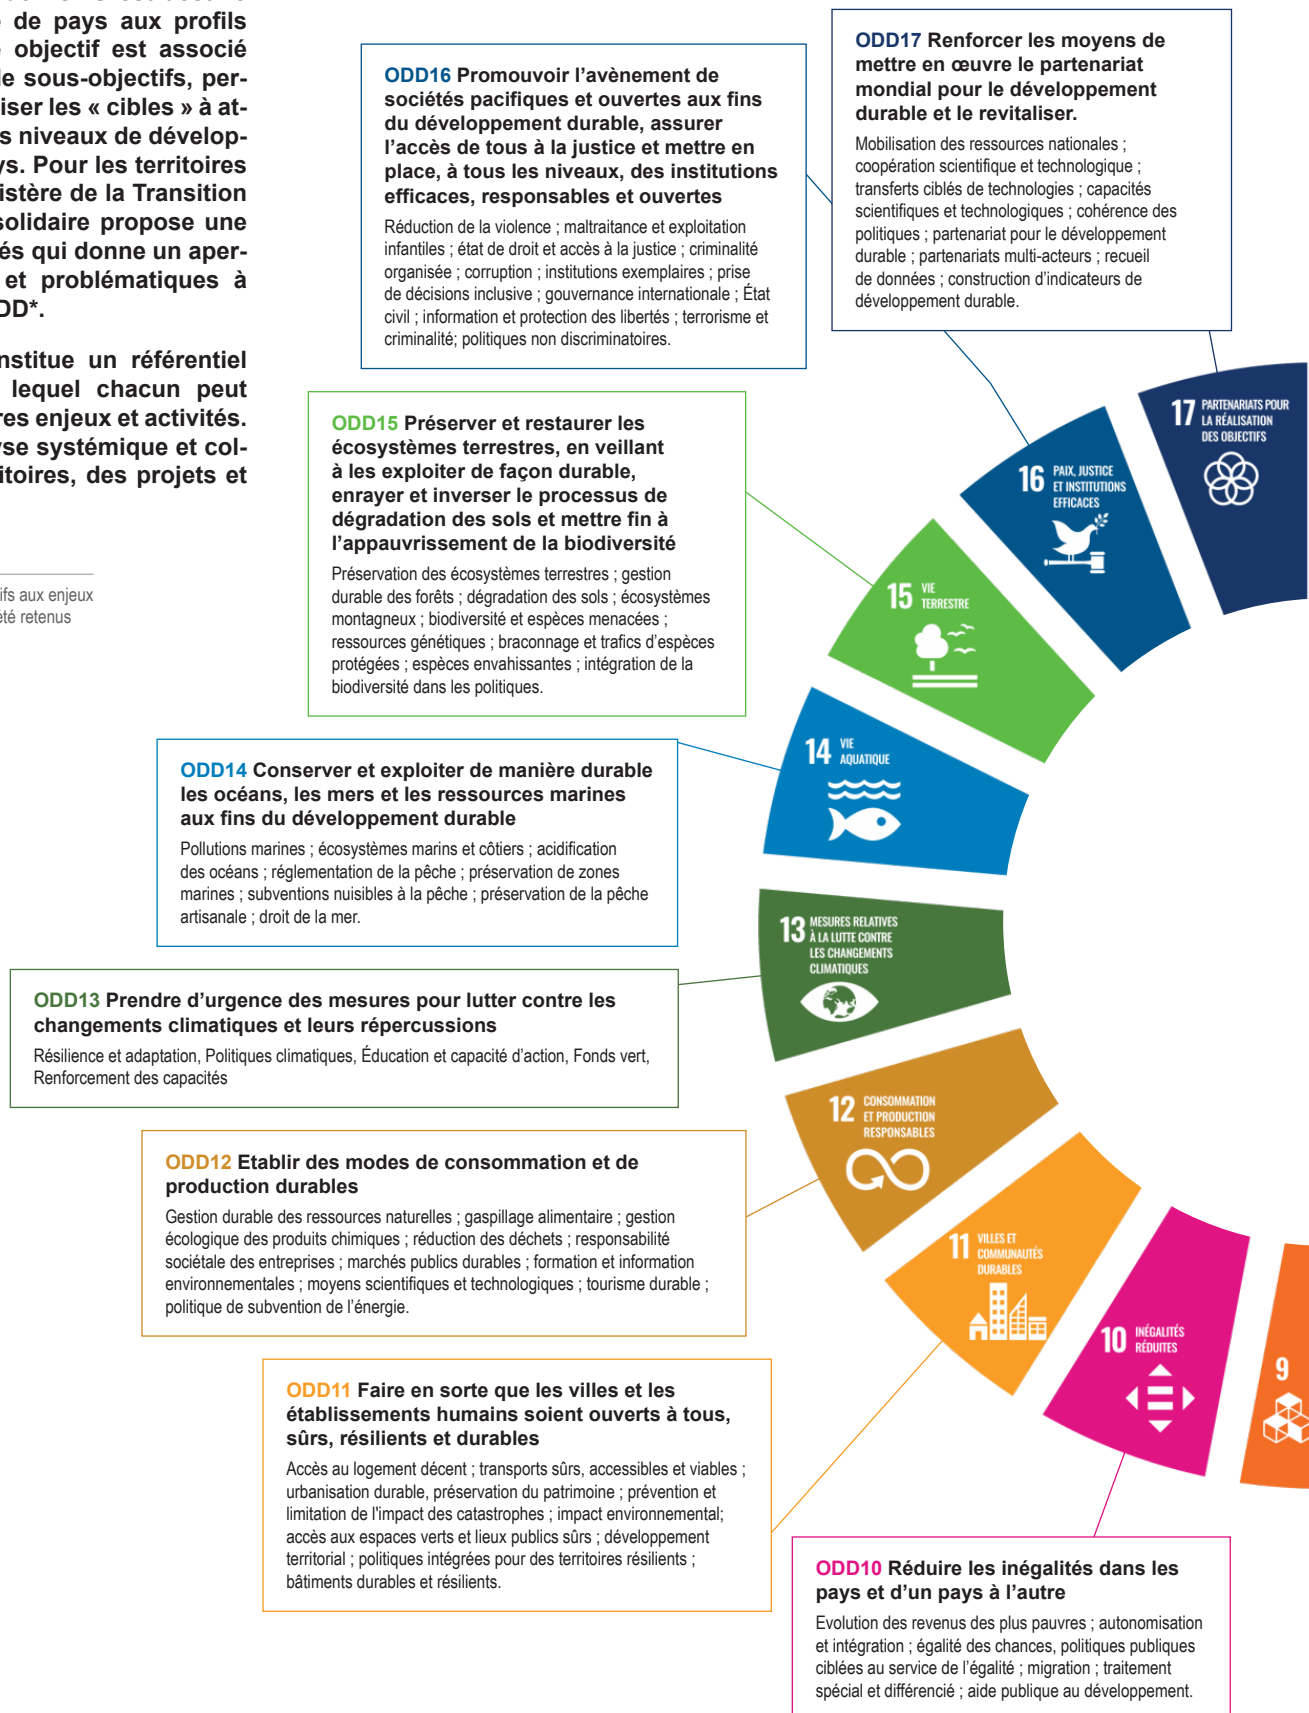 e de pays aux profils
objectif est associé
de sous-objectifs, per-
iser les « cibles » à at-
s niveaux de dévelop-
ys. Pour les territoires
istère de la Transition
solidaire propose une
és qui donne un aper-
et problématiques à
DD*.
nstitue un référentiel
lequel chacun peut
res enjeux et activités.
yse systémique et col-
itoires, des projets et
ifs aux enjeux
été retenus
ODD17 Renforcer les moyens de
mettre en œuvre le partenariat
mondial pour le développement
durable et le revitaliser.
Mobilisation des ressources nationales ;
coopération scientifique et technologique ;
transferts ciblés de technologies ; capacités
scientifiques et technologiques ; cohérence des
politiques ; partenariat pour le développement
durable ; partenariats multi-acteurs ; recueil
de données ; construction d'indicateurs de
développement durable.
ODD16 Promouvoir l'avènement de
sociétés pacifiques et ouvertes aux fins
du développement durable, assurer
l'accès de tous à la justice et mettre en
place, à tous les niveaux, des institutions
efficaces, responsables et ouvertes
Réduction de la violence ; maltraitance et exploitation
infantiles ; état de droit et accès à la justice ; criminalité
organisée ; corruption ; institutions exemplaires ; prise
de décisions inclusive ; gouvernance internationale ; État
civil ; information et protection des libertés ; terrorisme et
criminalité; politiques non discriminatoires.
ODD15 Préserver et restaurer les
écosystèmes terrestres, en veillant
à les exploiter de façon durable,
enrayer et inverser le processus de
dégradation des sols et mettre fin à
l'appauvrissement de la biodiversité
Préservation des écosystèmes terrestres ; gestion
durable des forêts ; dégradation des sols ; écosystèmes
montagneux ; biodiversité et espèces menacées ;
ressources génétiques ; braconnage et trafics d'espèces
protégées ; espèces envahissantes ; intégration de la
biodiversité dans les politiques.
ODD14 Conserver et exploiter de manière durable
les océans, les mers et les ressources marines
aux fins du développement durable
Pollutions marines ; écosystèmes marins et côtiers ; acidification
des océans ; réglementation de la pêche ; préservation de zones
marines ; subventions nuisibles à la pêche ; préservation de la pêche
artisanale ; droit de la mer.
ODD13 Prendre d'urgence des mesures pour lutter contre les
changements climatiques et leurs répercussions
Résilience et adaptation, Politiques climatiques, Éducation et capacité d'action, Fonds vert,
Renforcement des capacités
ODD12 Etablir des modes de consommation et de
production durables
Gestion durable des ressources naturelles ; gaspillage alimentaire ; gestion
écologique des produits chimiques ; réduction des déchets ; responsabilité
sociétale des entreprises ; marchés publics durables ; formation et information
environnementales ; moyens scientifiques et technologiques ; tourisme durable ;
politique de subvention de l'énergie.
ODD11 Faire en sorte que les villes et les
établissements humains soient ouverts à tous,
sûrs, résilients et durables
Accès au logement décent ; transports sûrs, accessibles et viables ;
urbanisation durable, préservation du patrimoine ; prévention et
limitation de l'impact des catastrophes ; impact environnemental;
accès aux espaces verts et lieux publics sûrs ; développement
territorial ; politiques intégrées pour des territoires résilients ;
bâtiments durables et résilients.
ODD10 Réduire les inégalités dans les
pays et d'un pays à l'autre
Evolution des revenus des plus pauvres ; autonomisation
et intégration ; égalité des chances, politiques publiques
ciblées au service de l'égalité ; migration ; traitement
spécial et différencié ; aide publique au développement.
17 PARTENARIATS POUR
LA RÉALISATION
DES OBJECTIFS
16 PAIX, JUSTICE
ET INSTITUTIONS
EFFICACES
15 VIE
TERRESTRE
14 VIE
AQUATIQUE
13 MESURES RELATIVES
À LA LUTTE CONTRE
LES CHANGEMENTS
CLIMATIQUES
12 CONSOMMATION
ET PRODUCTION
RESPONSABLES
11 VILLES ET
COMMUNAUTÉS
DURABLES
10 INÉGALITÉS
RÉDUITES
9